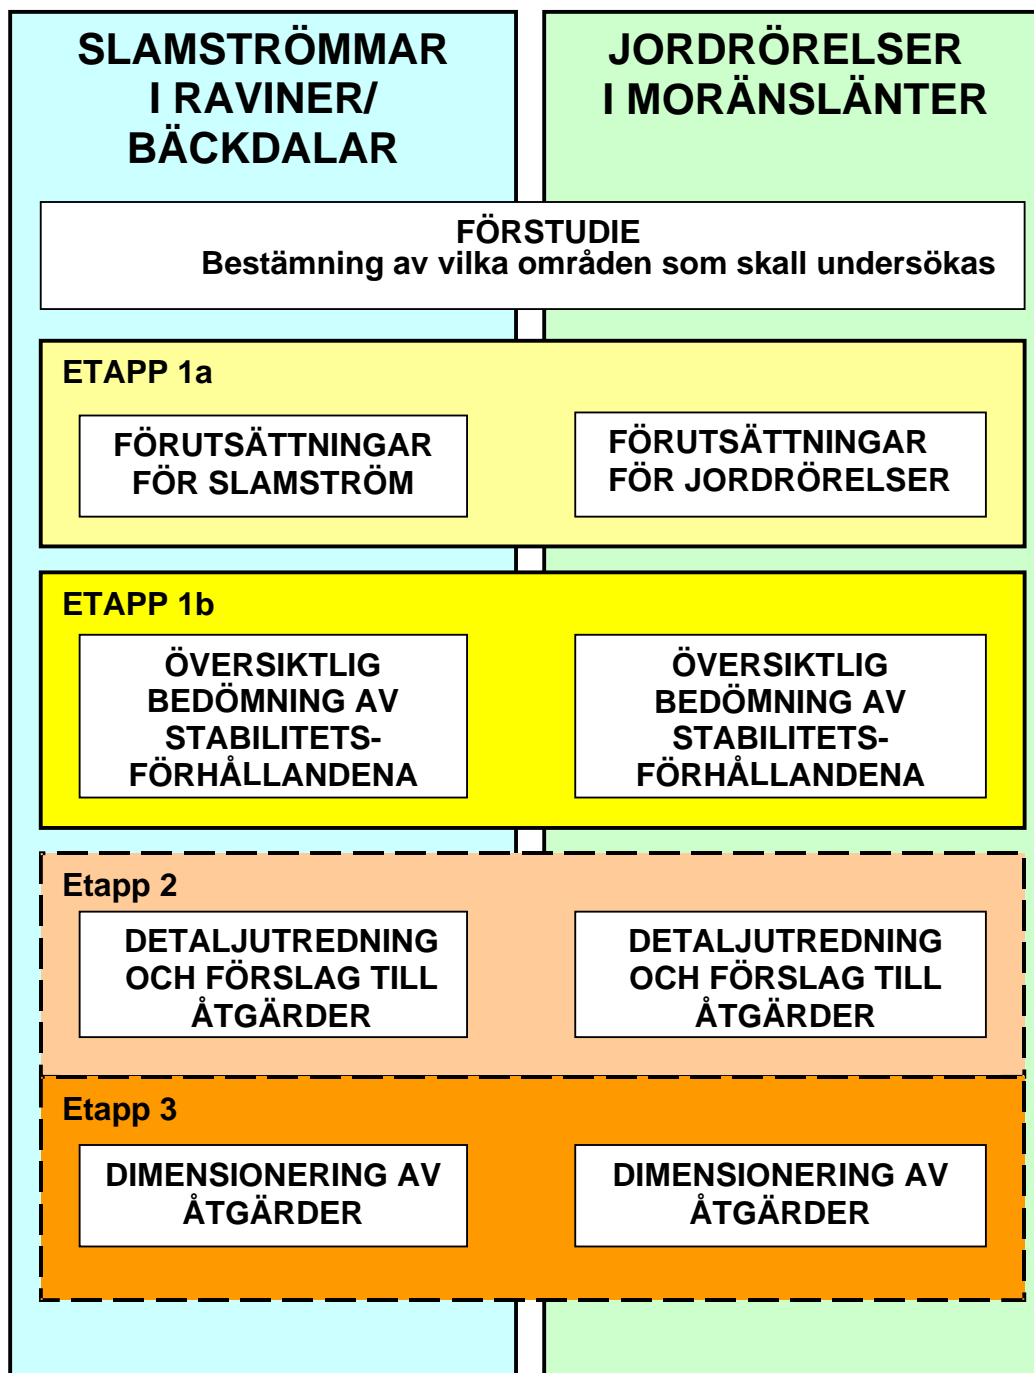 SLAMSTRÖMMAR
I RAVINER/
BÄCKDALAR
JORDRÖRELSER
I MORÄNSLÄNTER
FÖRSTUDIE
Bestämning av vilka områden som skall undersökas
ETAPP 1a
FÖRUTSÄTTNINGAR
FÖR SLAMSTRÖM
FÖRUTSÄTTNINGAR
FÖR JORDRÖRELSER
ETAPP 1b
ÖVERSIKTLIG
BEDÖMNING AV
STABILITETS-
FÖRHÅLLANDENA
ÖVERSIKTLIG
BEDÖMNING AV
STABILITETS-
FÖRHÅLLANDENA
Etapp 2
DETALJUTREDNING
OCH FÖRSLAG TILL
ÅTGÄRDER
DETALJUTREDNING
OCH FÖRSLAG TILL
ÅTGÄRDER
Etapp 3
DIMENSIONERING AV
ÅTGÄRDER
DIMENSIONERING AV
ÅTGÄRDER